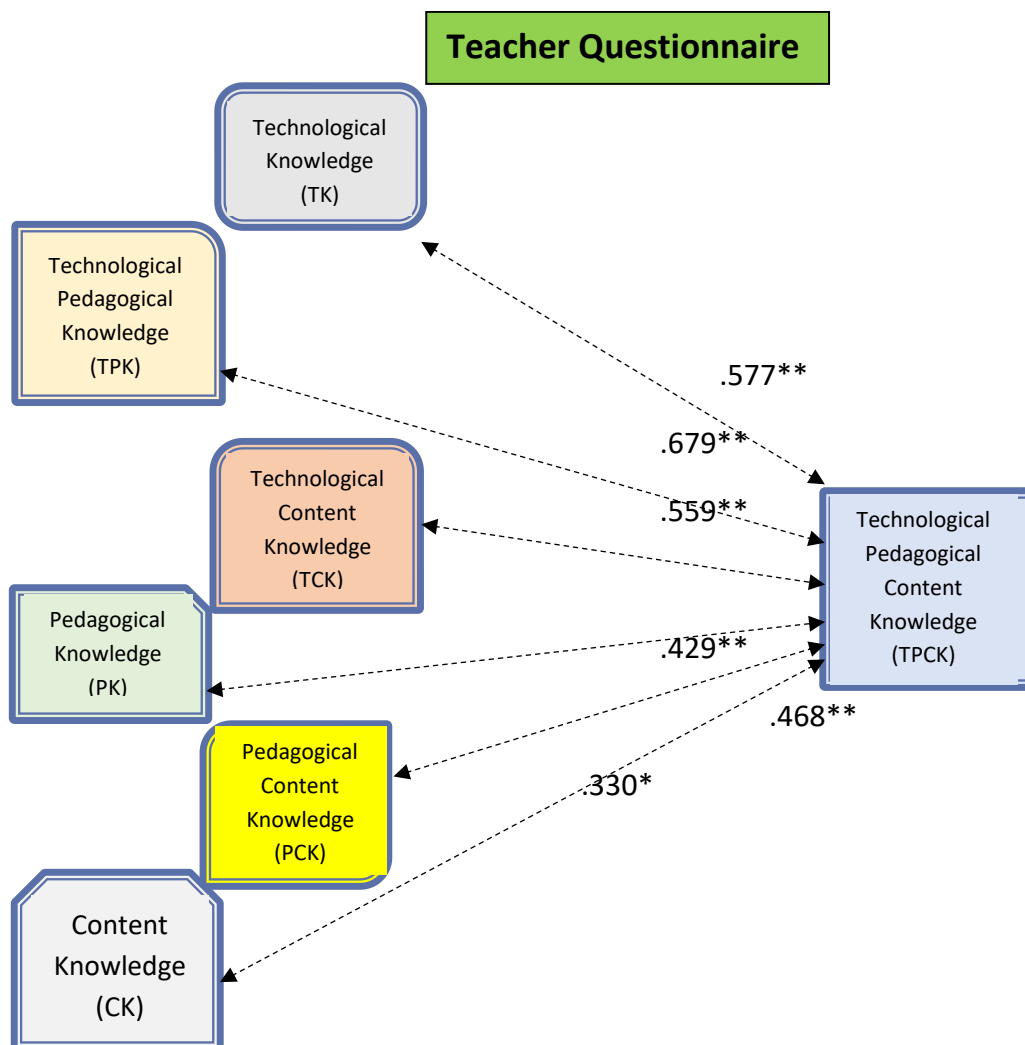 Teacher Questionnaire
Technological
Knowledge
(TK)
Technological
Pedagogical
Knowledge
(TPK)
.577**
.679**
Technological
Content
Knowledge
(TCK)
.559**
Technological
Pedagogical
Content
Knowledge
(TPCK)
Pedagogical
Knowledge
(PK)
.429**
.468**
Pedagogical
Content
Knowledge
(PCK)
.330*
Content
Knowledge
(CK)